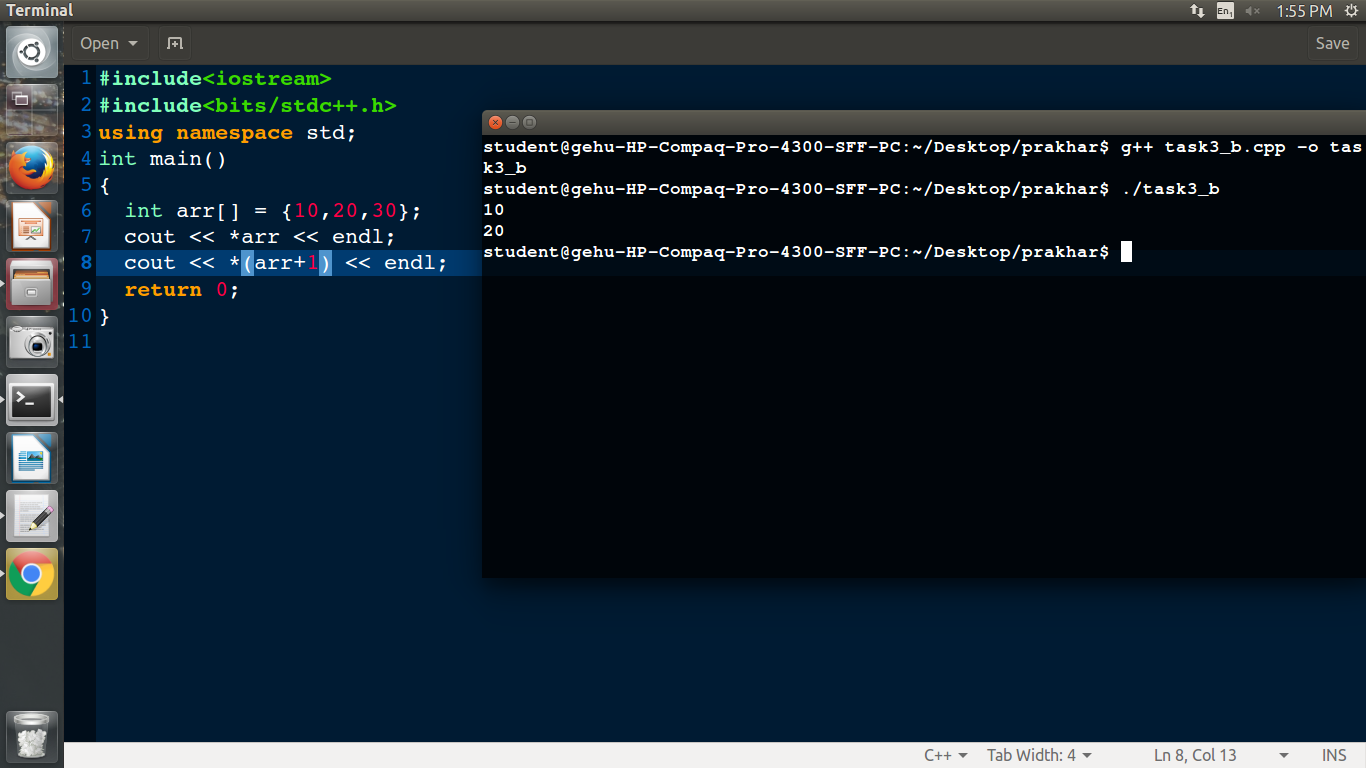 Terminal
En1
1:55 PM
Open
Save
1 #include<iostream>
2 #include<bits/stdc++.h>
3 using namespace std;
4 int main()
5 {
6   int arr[] = {10,20,30};
7   cout << *arr << endl;
8   cout << *(arr+1) << endl;
9   return 0;
10 }
11
student@gehu-HP-Compaq-Pro-4300-SFF-PC:~/Desktop/prakhar$ g++ task3_b.cpp -o tas
k3_b
student@gehu-HP-Compaq-Pro-4300-SFF-PC:~/Desktop/prakhar$ ./task3_b
10
20
student@gehu-HP-Compaq-Pro-4300-SFF-PC:~/Desktop/prakhar$
C++ Tab Width: 4 Ln 8, Col 13 INS